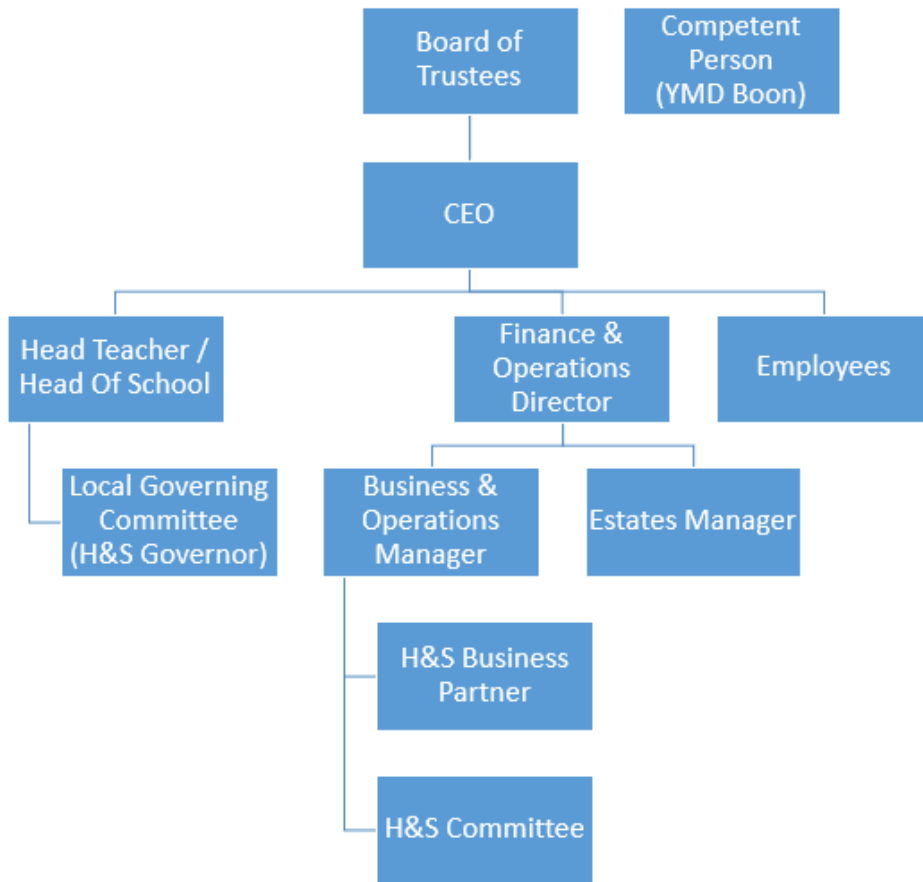 Board of
Trustees
Competent
Person
(YMD Boon)
CEO
Head Teacher /
Head Of School
Finance &
Operations
Director
Employees
Local Governing
Committee
(H&S Governor)
Business &
Operations
Manager
Estates Manager
H&S Business
Partner
H&S Committee